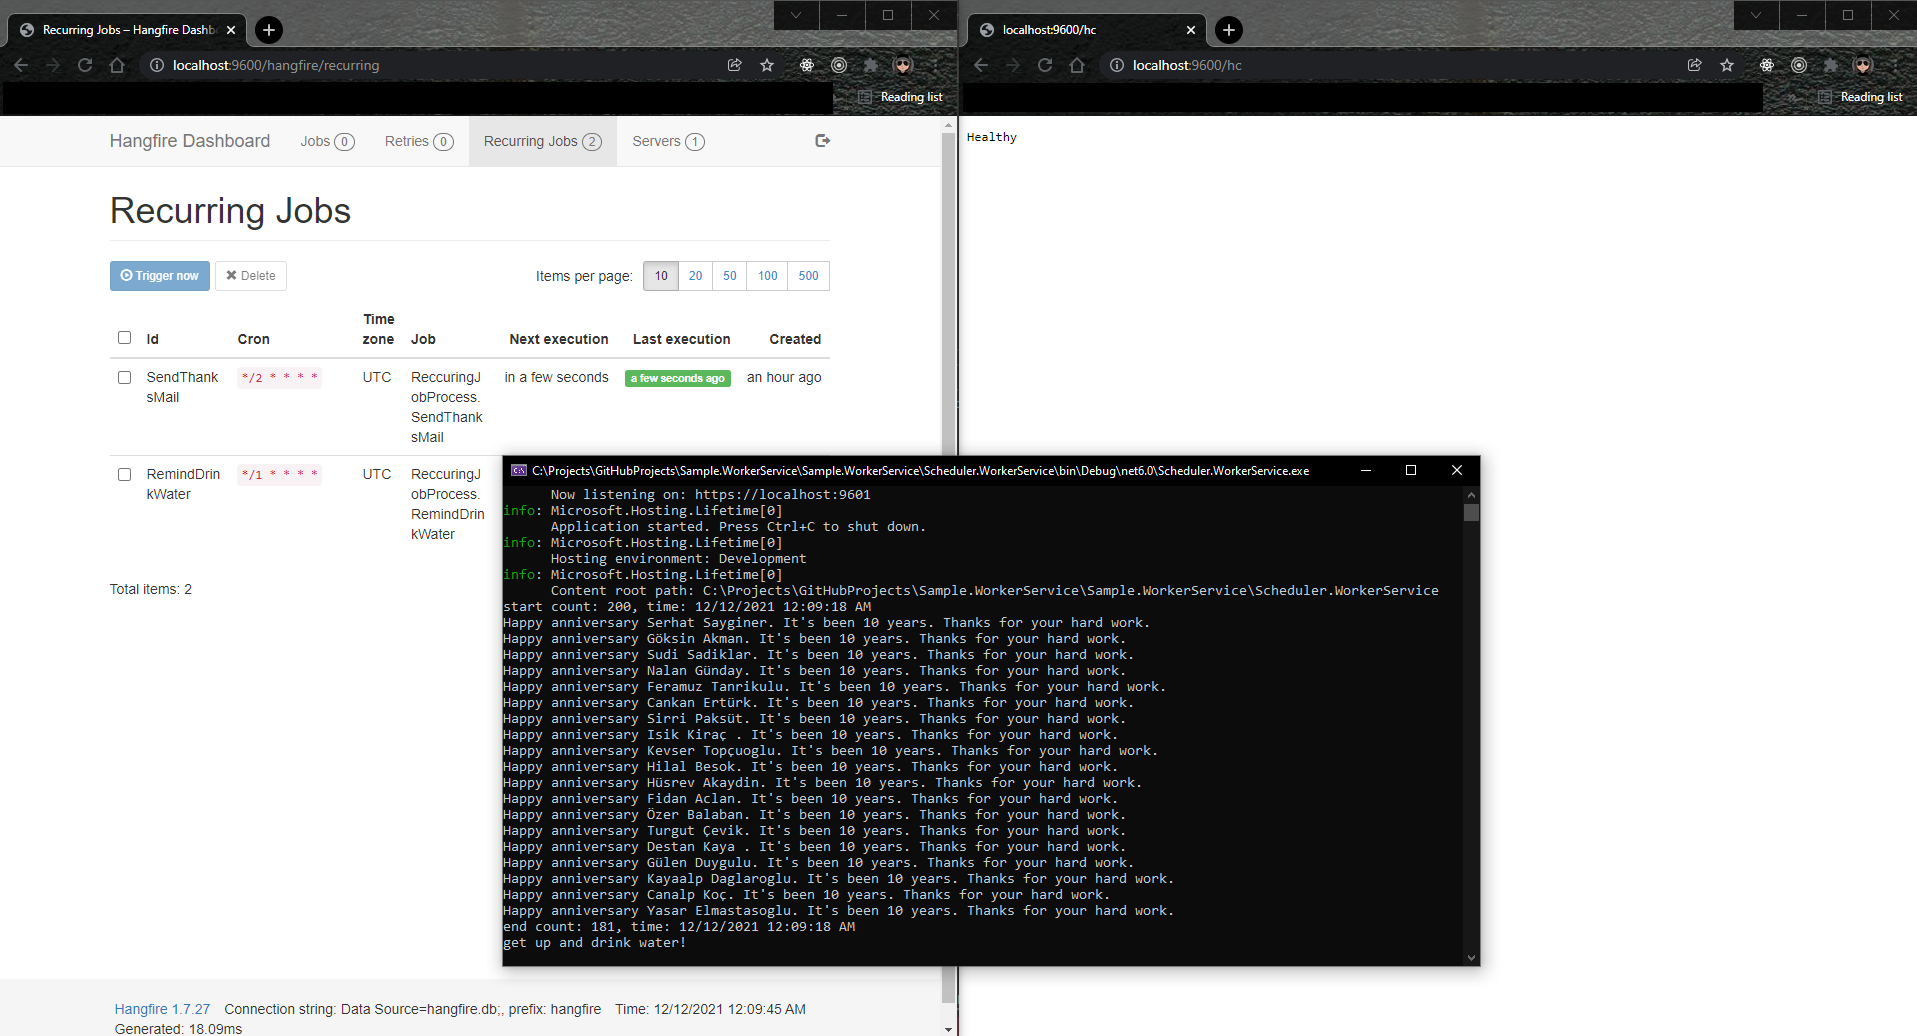 Recurring Jobs – Hangfire Dashb
localhost:9600/hangfire/recurring
Reading list
Hangfire Dashboard
Jobs 0
Retries 0
Recurring Jobs 2
Servers 1
Recurring Jobs
Trigger now
Delete
Items per page:
10
20
50
100
500
Id
Cron
Time
zone
Job
Next execution
Last execution
Created
SendThank
sMail
*/2 * * * *
UTC
ReccuringJ
obProcess.
SendThank
sMail
in a few seconds
a few seconds ago
an hour ago
RemindDrin
kWater
*/1 * * * *
UTC
ReccuringJ
obProcess.
RemindDrin
kWater
Total items: 2
Hangfire 1.7.27
Connection string: Data Source=hangfire.db;, prefix: hangfire
Time: 12/12/2021 12:09:45 AM
Generated: 18.09ms
localhost:9600/hc
localhost:9600/hc
Reading list
Healthy
C:\Projects\GitHubProjects\Sample.WorkerService\Sample.WorkerService\Scheduler.WorkerService\bin\Debug\net6.0\Scheduler.WorkerService.exe
Now listening on: https://localhost:9601
info: Microsoft.Hosting.Lifetime[0]
Application started. Press Ctrl+C to shut down.
info: Microsoft.Hosting.Lifetime[0]
Hosting environment: Development
info: Microsoft.Hosting.Lifetime[0]
Content root path: C:\Projects\GitHubProjects\Sample.WorkerService\Sample.WorkerService\Scheduler.WorkerService
start count: 200, time: 12/12/2021 12:09:18 AM
Happy anniversary Serhat Sayginer. It's been 10 years. Thanks for your hard work.
Happy anniversary Göksin Akman. It's been 10 years. Thanks for your hard work.
Happy anniversary Sudi Sadiklar. It's been 10 years. Thanks for your hard work.
Happy anniversary Nalan Günday. It's been 10 years. Thanks for your hard work.
Happy anniversary Feramuz Tanrikulu. It's been 10 years. Thanks for your hard work.
Happy anniversary Cankan Ertürk. It's been 10 years. Thanks for your hard work.
Happy anniversary Sirri Paksüt. It's been 10 years. Thanks for your hard work.
Happy anniversary Isik Kiraç . It's been 10 years. Thanks for your hard work.
Happy anniversary Kevser Topçuoglu. It's been 10 years. Thanks for your hard work.
Happy anniversary Hilal Besok. It's been 10 years. Thanks for your hard work.
Happy anniversary Hüsrev Akaydin. It's been 10 years. Thanks for your hard work.
Happy anniversary Fidan Aclan. It's been 10 years. Thanks for your hard work.
Happy anniversary Özer Balaban. It's been 10 years. Thanks for your hard work.
Happy anniversary Turgut Çevik. It's been 10 years. Thanks for your hard work.
Happy anniversary Destan Kaya . It's been 10 years. Thanks for your hard work.
Happy anniversary Gülen Duygulu. It's been 10 years. Thanks for your hard work.
Happy anniversary Kayaalp Daglaroglu. It's been 10 years. Thanks for your hard work.
Happy anniversary Canalp Koç. It's been 10 years. Thanks for your hard work.
Happy anniversary Yasar Elmastasoglu. It's been 10 years. Thanks for your hard work.
end count: 181, time: 12/12/2021 12:09:18 AM
get up and drink water!